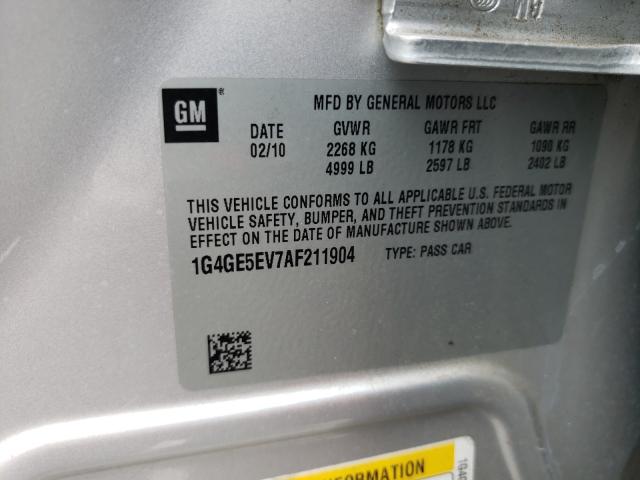 GM
MFD BY GENERAL MOTORS LLC
DATE GVWR GAWR FRT GAWR RR
02/10 2268 KG 1178 KG 1090 KG
4999 LB 2597 LB 2402 LB
THIS VEHICLE CONFORMS TO ALL APPLICABLE U.S. FEDERAL MOTOR
VEHICLE SAFETY, BUMPER, AND THEFT PREVENTION STANDARDS IN
EFFECT ON THE DATE OF MANUFACTURE SHOWN ABOVE.
1G4GE5EV7AF211904 TYPE: PASS CAR
INFORMATION